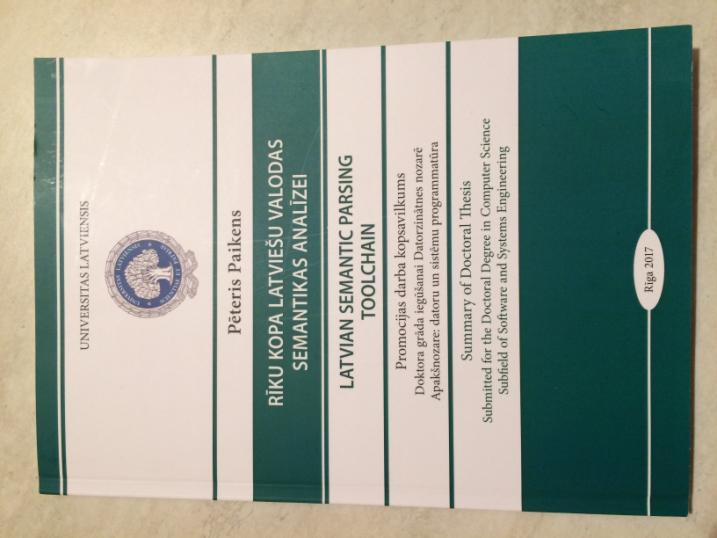 UNIVERSITAS LATVIENSIS
Pēteris Paikens
RĪKU KOPA LATVIEŠU VALODAS
SEMANTIKAS ANALĪZEI
LATVIAN SEMANTIC PARSING
TOOLCHAIN
Promocijas darba kopsavilkums
Doktora grāda iegūšanai Datorzinātnes nozarē
Apakšnozare: datoru un sistēmu programmatūra
Summary of Doctoral Thesis
Submitted for the Doctoral Degree in Computer Science
Subfield of Software and Systems Engineering
Rīga 2017